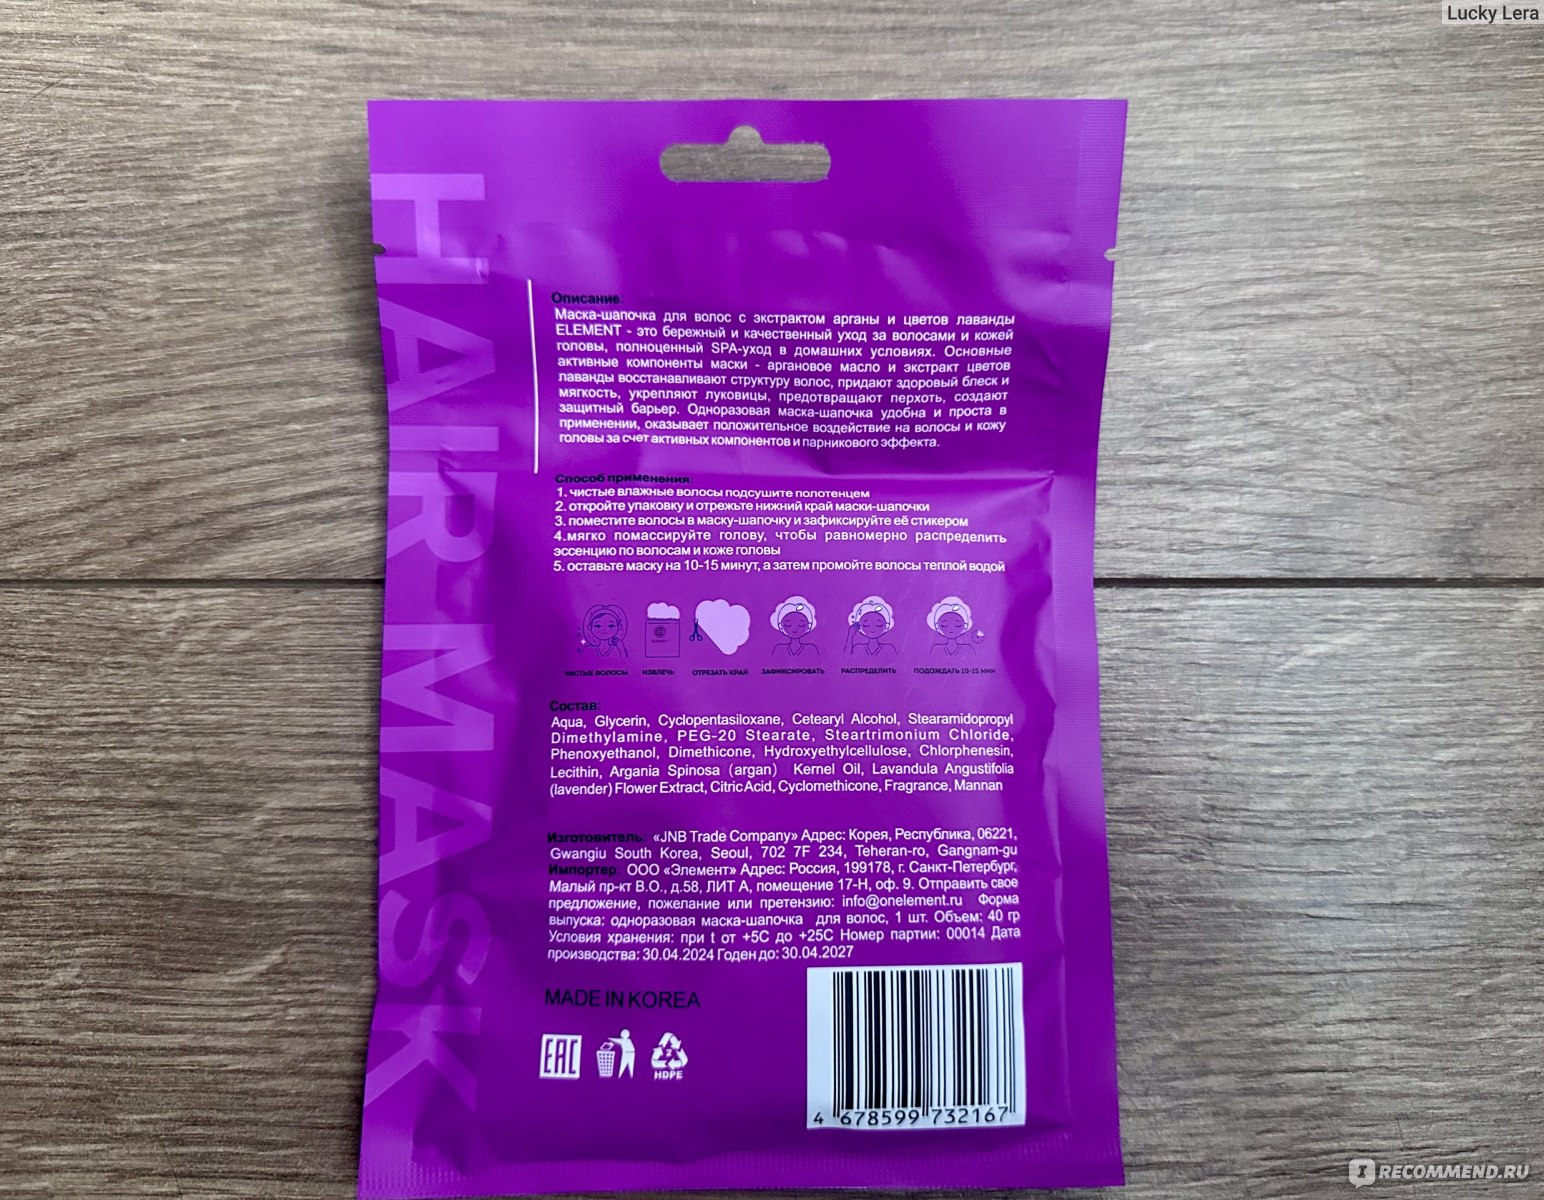 Lucky Lera
HAIR MASK
Описание:
Маска-шапочка для волос с экстрактом арганы и цветов лаванды
ELEMENT - это бережный и качественный уход за волосами и кожей
головы, полноценный SPA-уход в домашних условиях. Основные
активные компоненты маски - аргановое масло и экстракт цветов
лаванды восстанавливают структуру волос, придают здоровый блеск и
мягкость, укрепляют луковицы, предотвращают перхоть, создают
защитный барьер. Одноразовая маска-шапочка удобна и проста в
применении, оказывает положительное воздействие на волосы и кожу
головы за счет активных компонентов и парникового эффекта.
Способ применения:
1. чистые влажные волосы подсушите полотенцем
2. откройте упаковку и отрежьте нижний край маски-шапочки
3. поместите волосы в маску-шапочку и зафиксируйте её стикером
4.мягко помассируйте голову, чтобы равномерно распределить
эссенцию по волосам и коже головы
5. оставьте маску на 10-15 минут, а затем промойте волосы теплой водой
ЧИСТЫЕ ВОЛОСЫ ИЗВЛЕЧЬ ОТРЕЗАТЬ КРАЙ ЗАФИКСИРОВАТЬ РАСПРЕДЕЛИТЬ ПОДОЖДАТЬ 10-15 МИН
Состав:
Aqua, Glycerin, Cyclopentasiloxane, Cetearyl Alcohol, Stearamidopropyl
Dimethylamine, PEG-20 Stearate, Steartrimonium Chloride,
Phenoxyethanol, Dimethicone, Hydroxyethylcellulose, Chlorphenesin,
Lecithin, Argania Spinosa (argan) Kernel Oil, Lavandula Angustifolia
(lavender) Flower Extract, Citric Acid, Cyclomethicone, Fragrance, Mannan
Изготовитель: «JNB Trade Company» Адрес: Корея, Республика, 06221,
Gwangiu South Korea, Seoul, 702 7F 234, Teheran-ro, Gangnam-gu
Импортер: ООО «Элемент» Адрес: Россия, 199178, г. Санкт-Петербург,
Малый пр-кт В.О., д.58, ЛИТ А, помещение 17-Н, оф. 9. Отправить свое
предложение, пожелание или претензию: info@onelement.ru Форма
выпуска: одноразовая маска-шапочка для волос, 1 шт. Объем: 40 гр
Условия хранения: при t от +5C до +25C Номер партии: 00014 Дата
производства: 30.04.2024 Годен до: 30.04.2027
MADE IN KOREA
EAC
2
HDPE
4 678599 732167
IRECOMMEND.RU